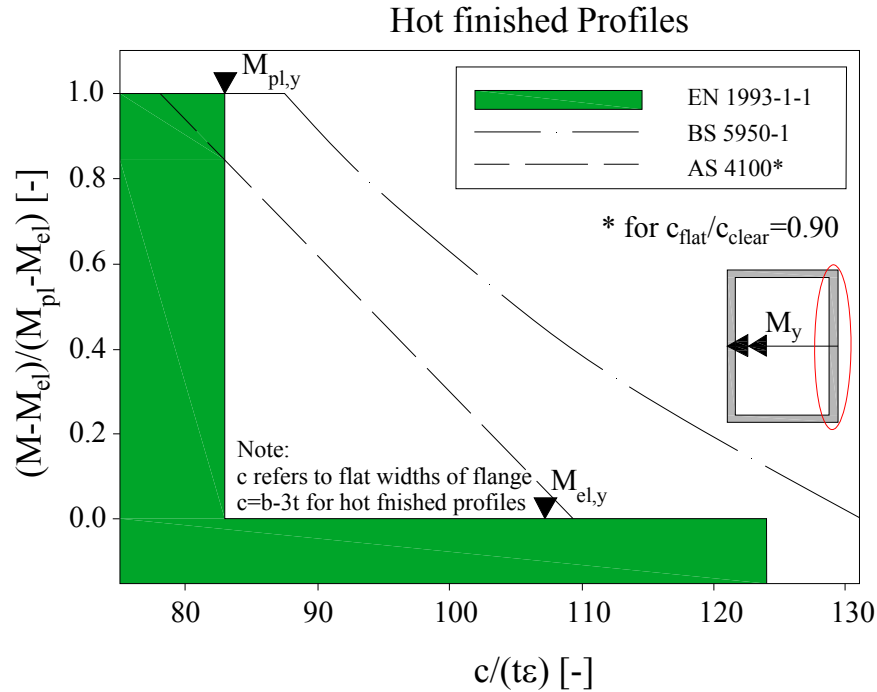 Hot finished Profiles
M_pl,y
EN 1993-1-1
BS 5950-1
AS 4100*
* for c_flat/c_clear=0.90
M_y
Note:
c refers to flat widths of flange
c=b-3t for hot fnished profiles
M_el,y
(M-M_el)/(M_pl-M_el) [-]
1.0
0.8
0.6
0.4
0.2
0.0
80 90 100 110 120 131
c/(tε) [-]